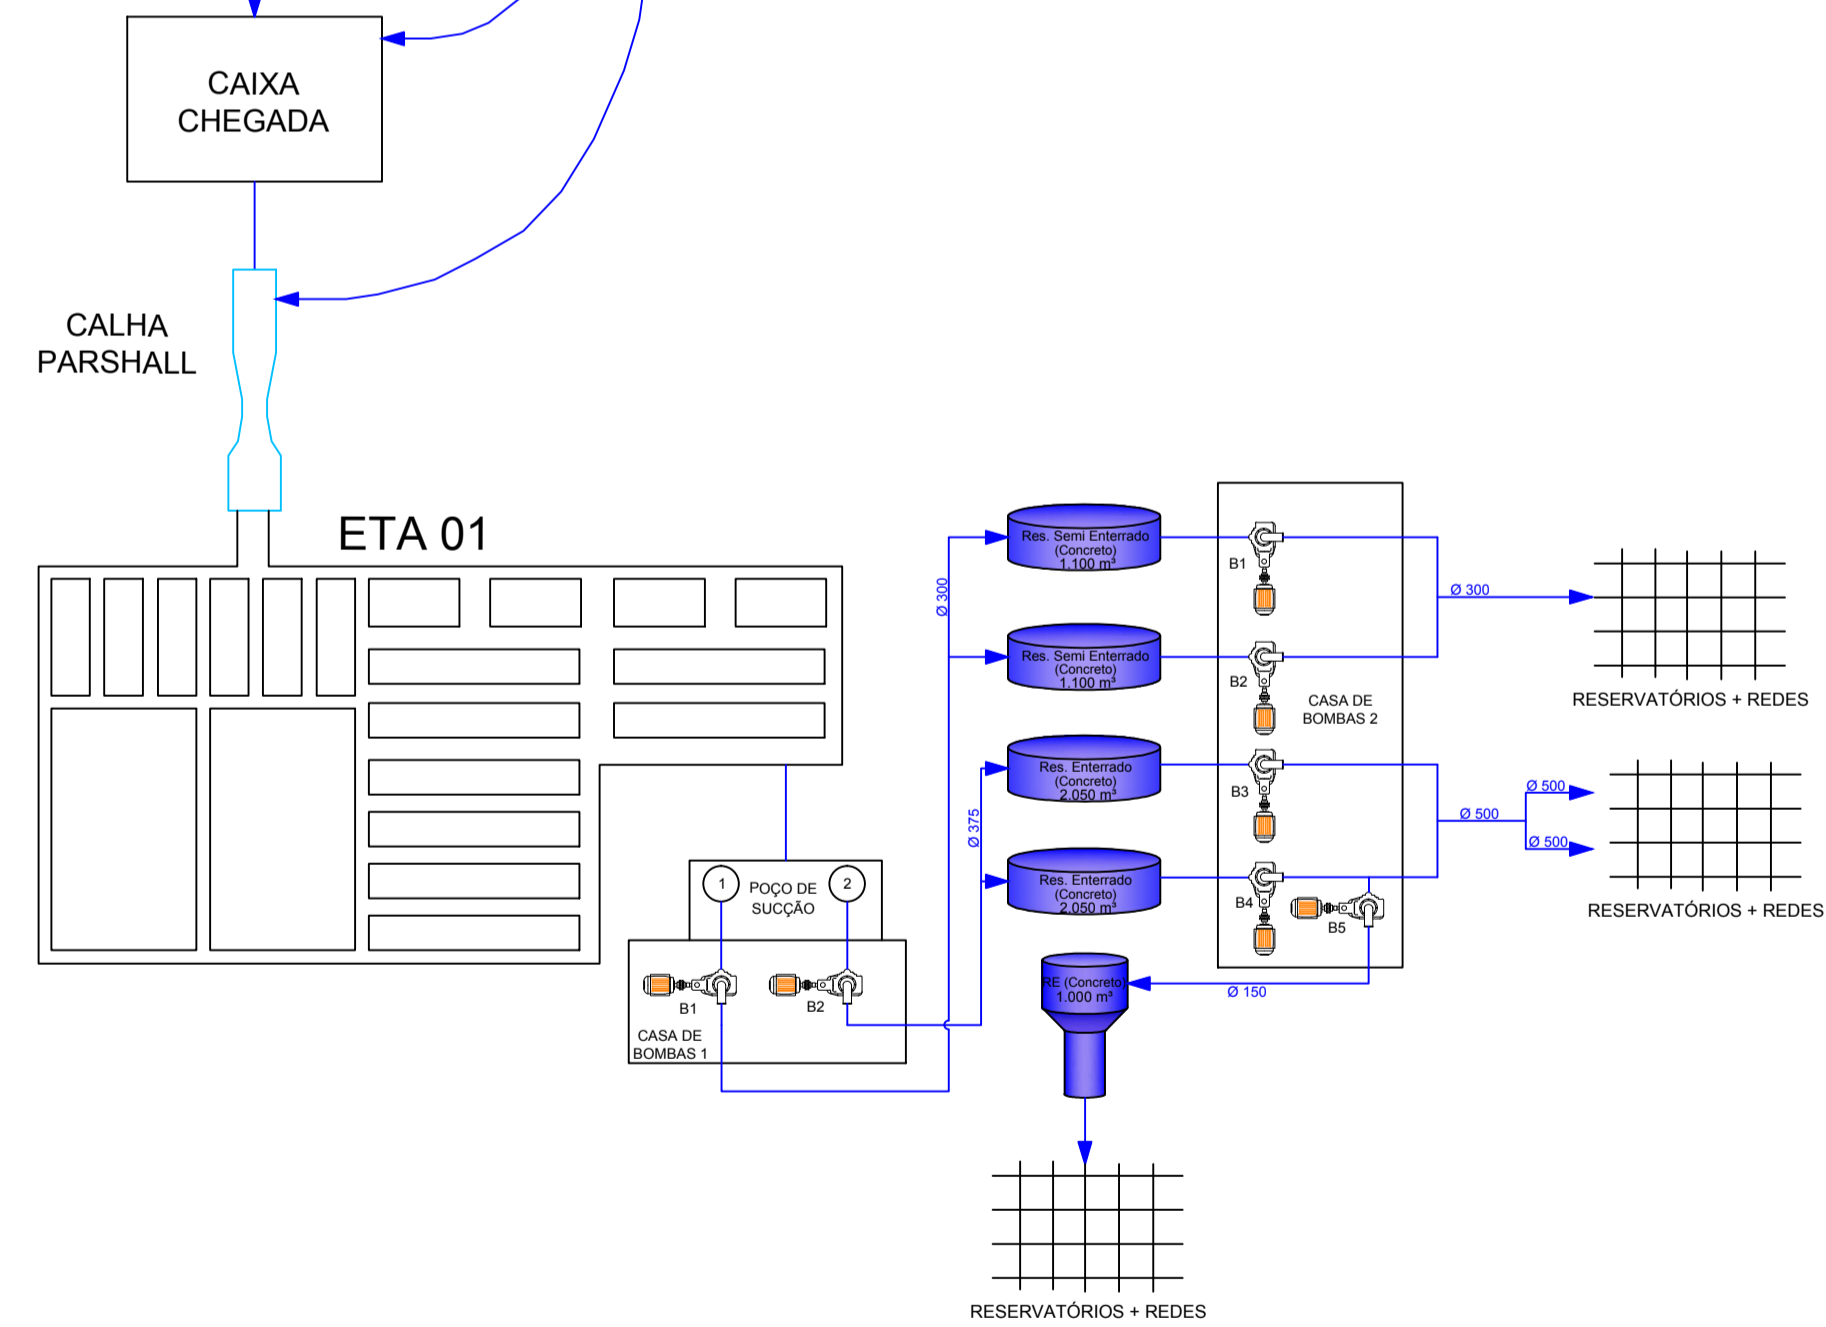 CAIXA
CHEGADA
CALHA
PARSHALL
ETA 01
1
POÇO DE
SUCÇÃO
2
B1
B2
CASA DE
BOMBAS 1
Ø 300
Ø 375
Res. Semi Enterrado
(Concreto)
1.100 m³
Res. Semi Enterrado
(Concreto)
1.100 m³
Res. Enterrado
(Concreto)
2.050 m³
Res. Enterrado
(Concreto)
2.050 m³
RE (Concreto)
1.000 m³
B1
B2
CASA DE
BOMBAS 2
B3
B4
B5
Ø 150
Ø 300
RESERVATÓRIOS + REDES
Ø 500
Ø 500
Ø 500
RESERVATÓRIOS + REDES
RESERVATÓRIOS + REDES